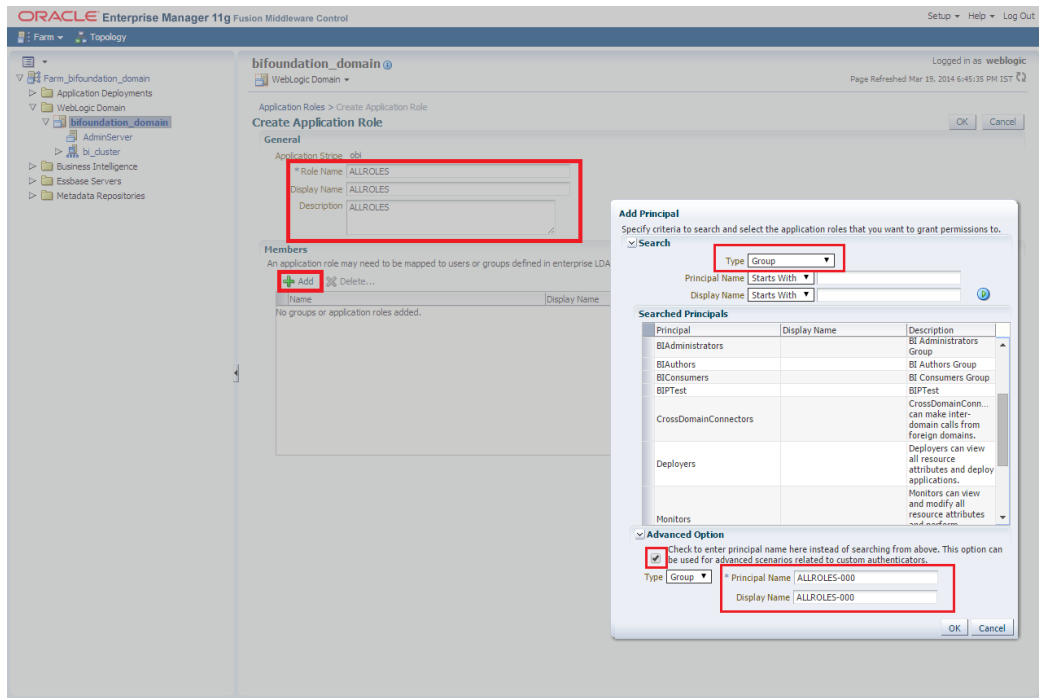 ORACLE Enterprise Manager 11g Fusion Middleware Control
Setup Help Log Out
Farm Topology
Farm_bifoundation_domain
Application Deployments
WebLogic Domain
bifoundation_domain
AdminServer
bi_cluster
Business Intelligence
Essbase Servers
Metadata Repositories
bifoundation_domain
Logged in as weblogic
WebLogic Domain
Page Refreshed Mar 19, 2014 6:45:35 PM IST
Application Roles > Create Application Role
Create Application Role
OK Cancel
General
Application Stripe obi
* Role Name ALLROLES
Display Name ALLROLES
Description ALLROLES
Members
An application role may need to be mapped to users or groups defined in enterprise LDA
Add Delete...
Name Display Name
No groups or application roles added.
Add Principal
Specify criteria to search and select the application roles that you want to grant permissions to.
Search
Type Group
Principal Name Starts With
Display Name Starts With
Searched Principals
Principal Display Name Description
BIAdministrators BI Administrators
Group
BIAuthors BI Authors Group
BIConsumers BI Consumers Group
BIPTest BIPTest
CrossDomainConn...
can make inter-
CrossDomainConnectors
domain calls from
foreign domains.
Deployers can view
all resource
Deployers
attributes and deploy
applications.
Monitors can view
and modify all
resource attributes
Monitors
and perform
Advanced Option
Check to enter principal name here instead of searching from above. This option can
be used for advanced scenarios related to custom authenticators.
Type Group * Principal Name ALLROLES-000
Display Name ALLROLES-000
OK Cancel